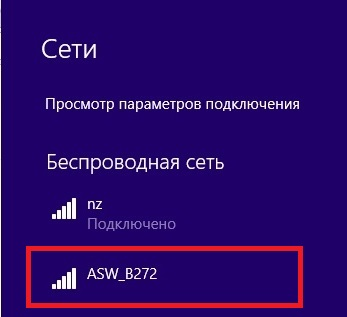 Сети
Просмотр параметров подключения
Беспроводная сеть
nz
Подключено
ASW_B272